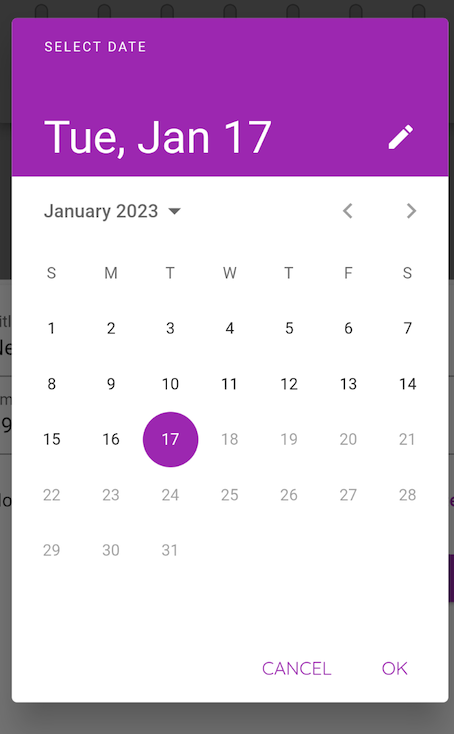 SELECT DATE
Tue, Jan 17
January 2023
S M T W T F S
1 2 3 4 5 6 7
8 9 10 11 12 13 14
15 16 17 18 19 20 21
22 23 24 25 26 27 28
29 30 31
CANCEL OK